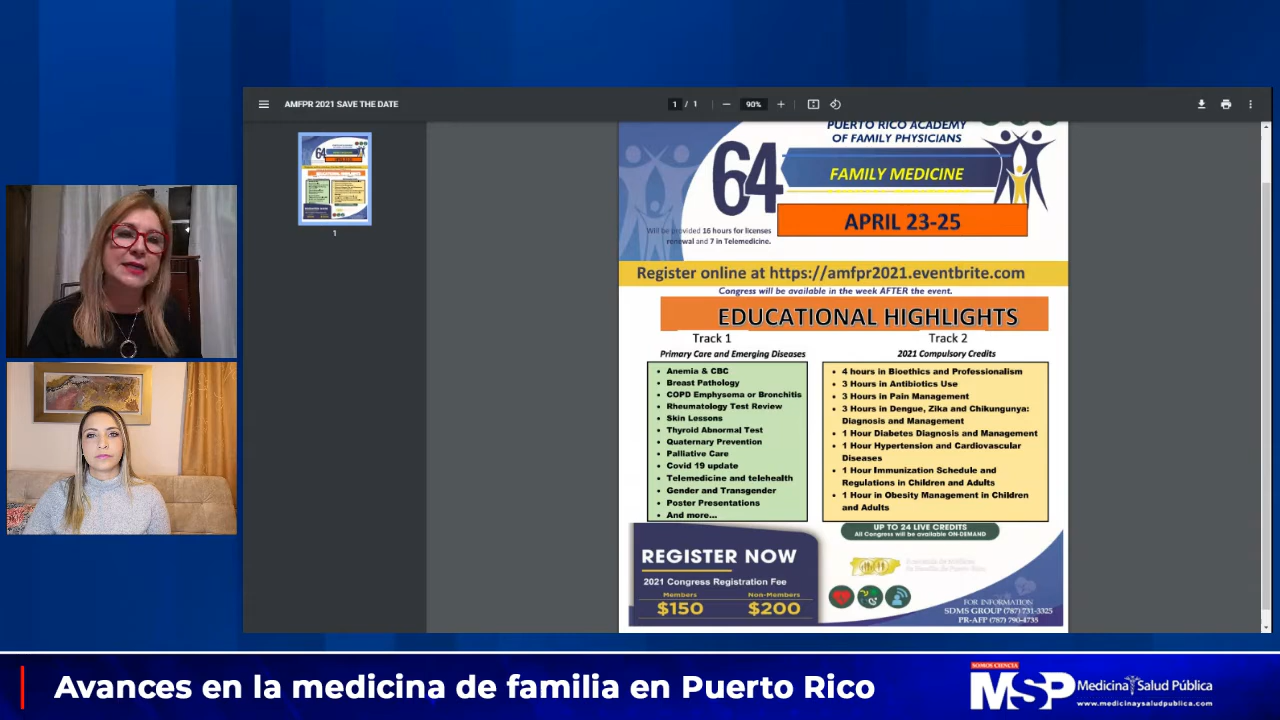 AMFPR 2021 SAVE THE DATE
1 / 1
90%
1
PUERTO RICO ACADEMY
OF FAMILY PHYSICIANS
64
FAMILY MEDICINE
APRIL 23-25
Will be provided 16 hours for licenses
renewal and 7 in Telemedicine.
Register online at https://amfpr2021.eventbrite.com
Congress will be available in the week AFTER the event.
EDUCATIONAL HIGHLIGHTS
Track 1
Primary Care and Emerging Diseases
• Anemia & CBC
• Breast Pathology
• COPD Emphysema or Bronchitis
• Rheumatology Test Review
• Skin Lessons
• Thyroid Abnormal Test
• Quaternary Prevention
• Palliative Care
• Covid 19 update
• Telemedicine and telehealth
• Gender and Transgender
• Poster Presentations
• And more...
Track 2
2021 Compulsory Credits
• 4 hours in Bioethics and Professionalism
• 3 Hours in Antibiotics Use
• 3 Hours in Pain Management
• 3 Hours in Dengue, Zika and Chikungunya:
Diagnosis and Management
• 1 Hour Diabetes Diagnosis and Management
• 1 Hour Hypertension and Cardiovascular
Diseases
• 1 Hour Immunization Schedule and
Regulations in Children and Adults
• 1 Hour in Obesity Management in Children
and Adults
UP TO 24 LIVE CREDITS
All Congress will be available ON-DEMAND
REGISTER NOW
2021 Congress Registration Fee
Members
$150
Non-Members
$200
FOR INFORMATION
SDMS GROUP (787) 731-3325
PR-AFP (787) 790-4735
Avances en la medicina de familia en Puerto Rico
SOMOS CIENCIA
MSP Medicina y Salud Pública
www.medicinaysaludpublica.com